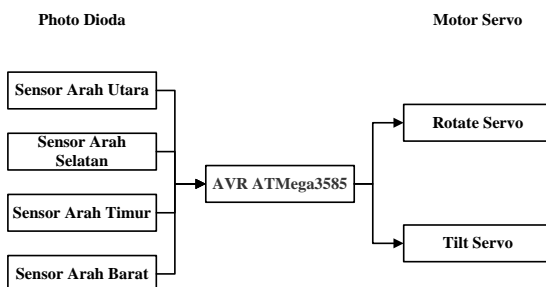 Photo Dioda
Motor Servo
Sensor Arah Utara
Sensor Arah
Selatan
Sensor Arah Timur
Sensor Arah Barat
AVR ATMega3585
Rotate Servo
Tilt Servo